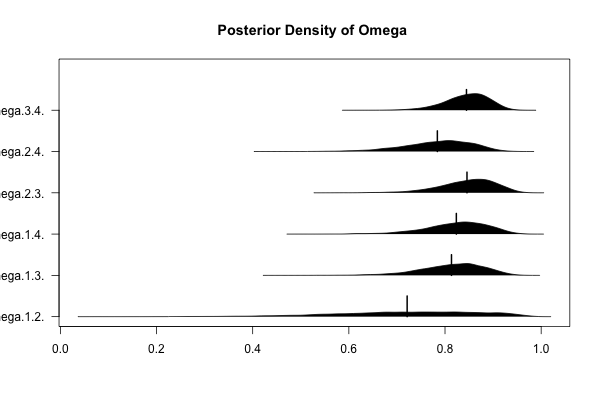 Posterior Density of Omega
ega.3.4.
ega.2.4.
ega.2.3.
ega.1.4.
ega.1.3.
ega.1.2.
0.0 0.2 0.4 0.6 0.8 1.0